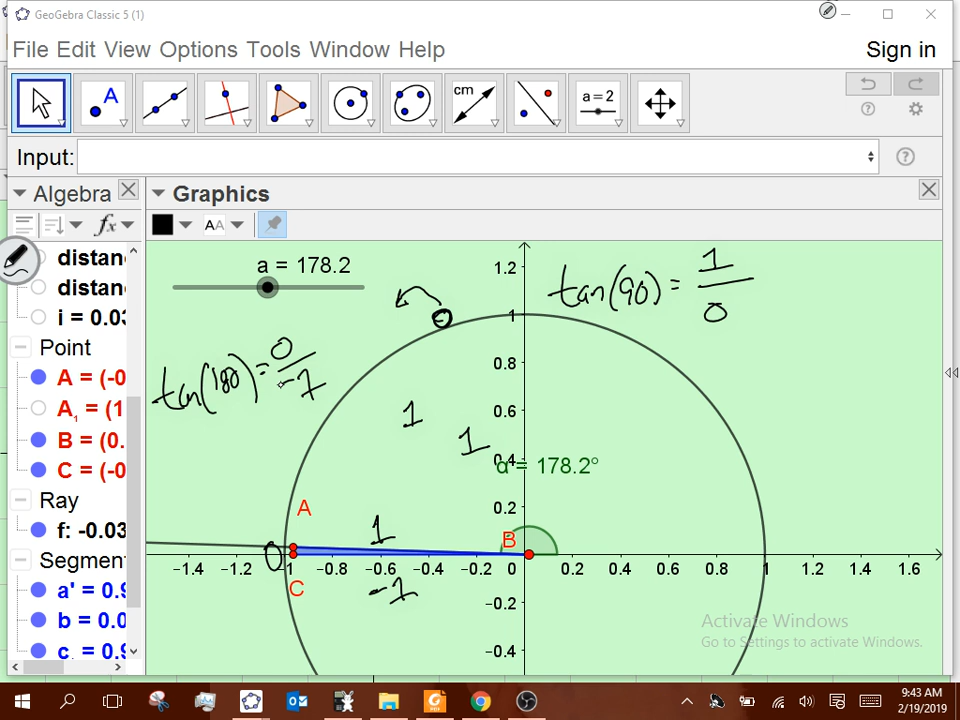 GeoGebra Classic 5 (1)
File Edit View Options Tools Window Help
Sign in
A
cm
a = 2
Input:
Algebra
Graphics
fx
AA
distanc
distanc
i = 0.03
Point
A = (-0
A₁ = (1
B = (0.
C = (-0
Ray
f: -0.03
Segment
a' = 0.9
b = 0.0
c = 0.9
a = 178.2
tan(90) = 1/0
tan(180) = 0/-1
1
1
α = 178.2°
A
1
B
0
C
-1
1.2
1
0.8
0.6
0.4
0.2
−1.4 −1.2 −1 −0.8 −0.6 −0.4 −0.2 0 0.2 0.4 0.6 0.8 1 1.2 1.4 1.6
−0.2
−0.4
Activate Windows
Go to Settings to activate Windows.
9:43 AM
2/19/2019